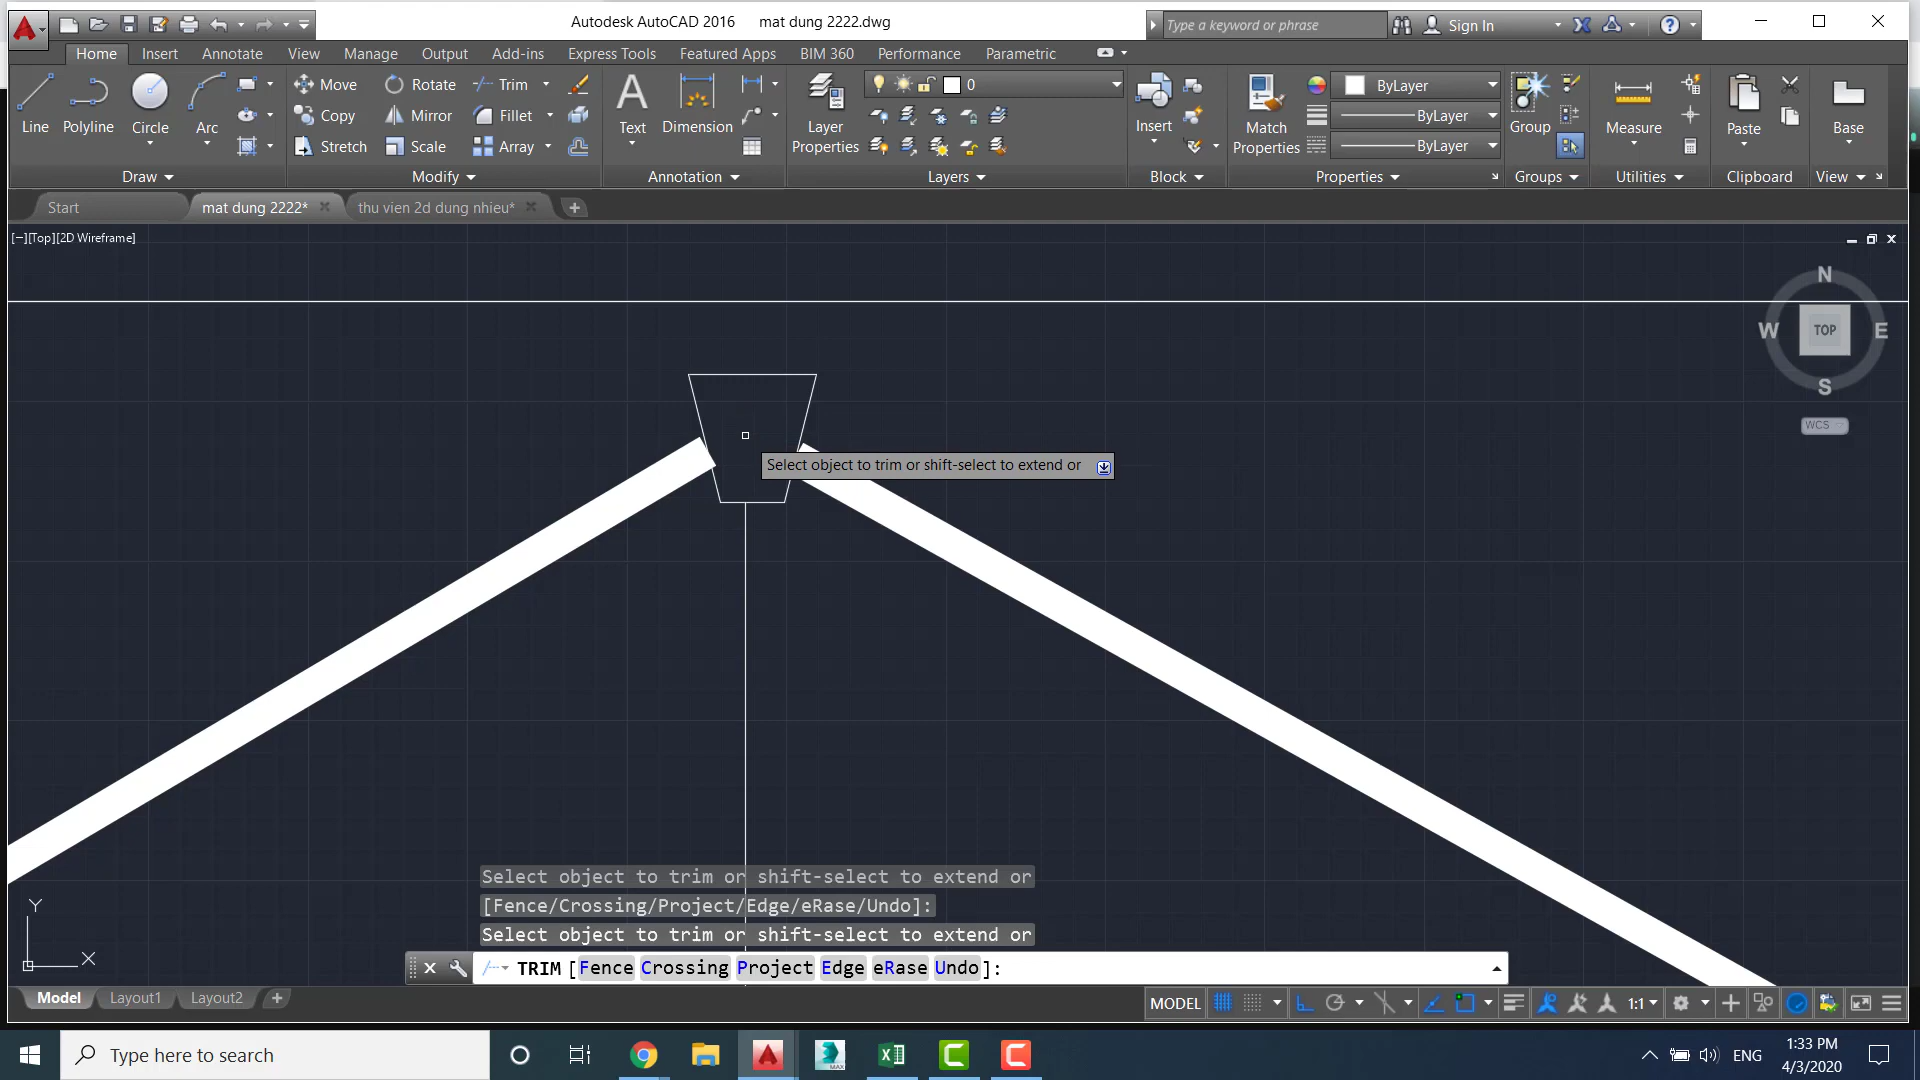 Autodesk AutoCAD 2016 mat dung 2222.dwg
Type a keyword or phrase
Sign In
Home Insert Annotate View Manage Output Add-ins Express Tools Featured Apps BIM 360 Performance Parametric
Line Polyline Circle Arc
Move Rotate Trim
Copy Mirror Fillet
Stretch Scale Array
Text Dimension
Layer Properties
0
Insert
Match Properties
ByLayer
ByLayer
ByLayer
Group
Measure
Paste
Base
Draw Modify Annotation Layers Block Properties Groups Utilities Clipboard View
Start mat dung 2222* thu vien 2d dung nhieu*
[−][Top][2D Wireframe]
N
W TOP E
S
WCS
Select object to trim or shift-select to extend or
Select object to trim or shift-select to extend or
[Fence/Crossing/Project/Edge/eRase/Undo]:
Select object to trim or shift-select to extend or
TRIM [Fence Crossing Project Edge eRase Undo]:
Y
X
Model Layout1 Layout2
MODEL 1:1
Type here to search
MAX
ENG
1:33 PM
4/3/2020